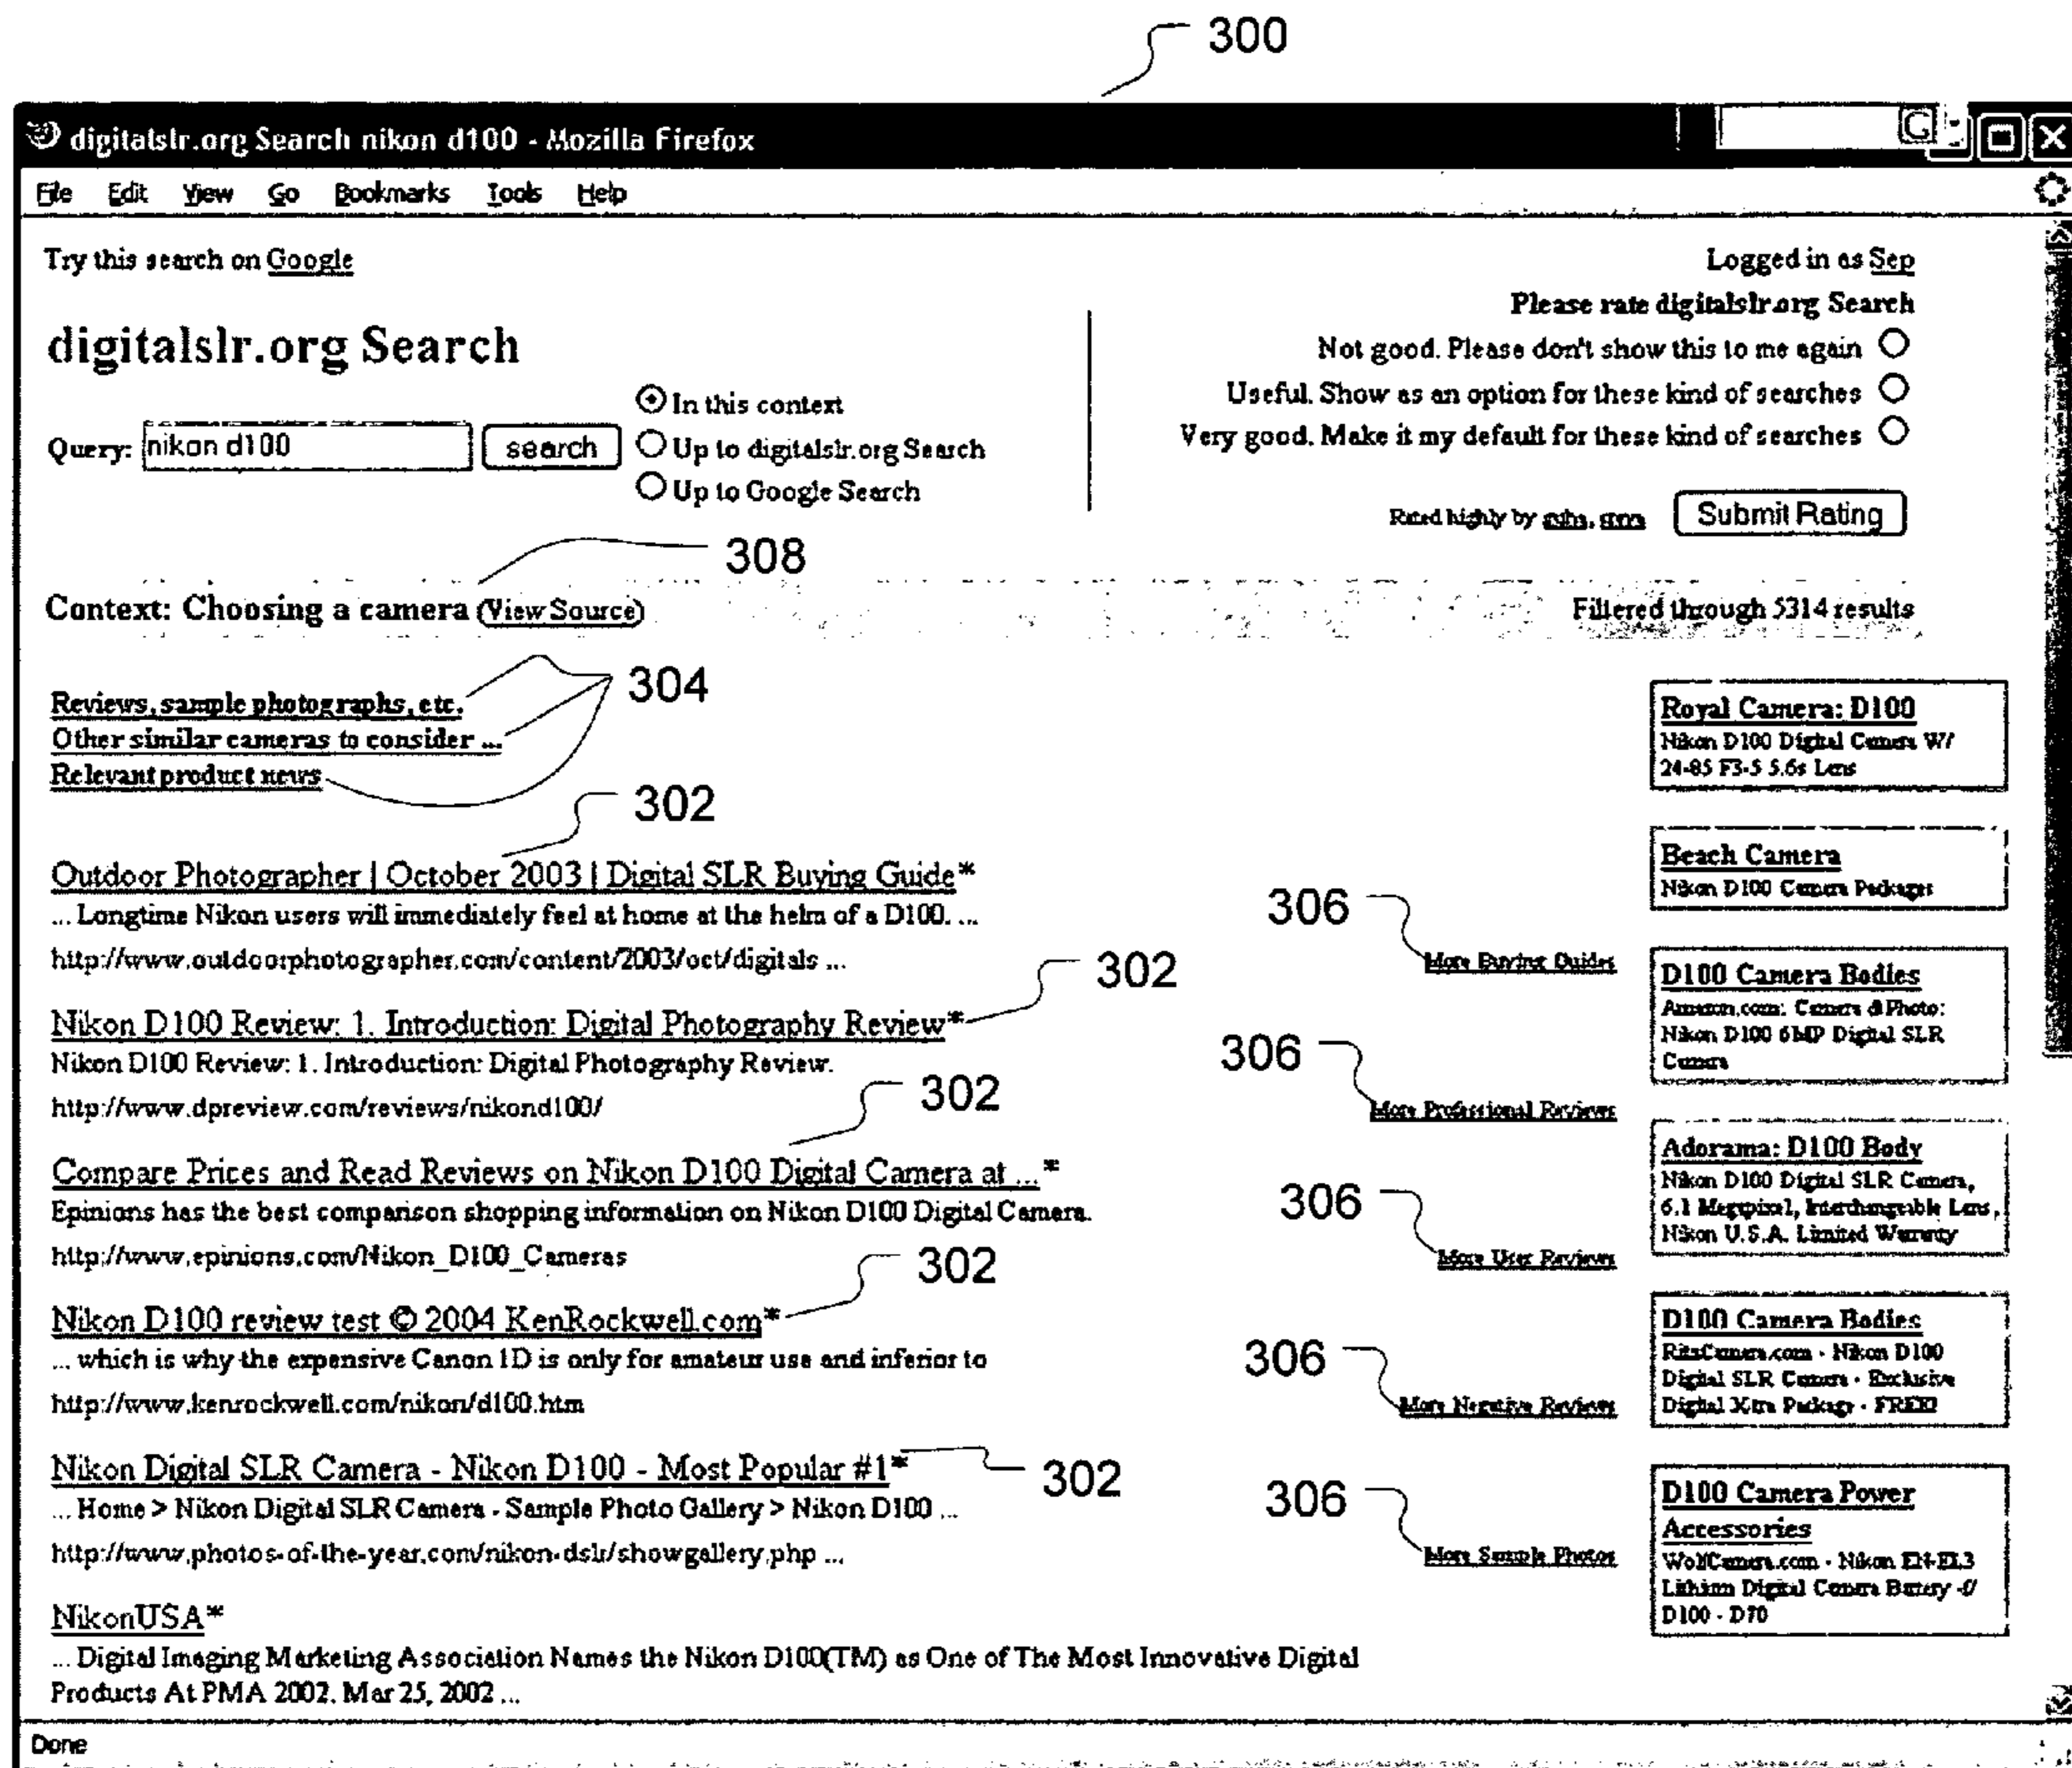 300
digitalslr.org Search nikon d100 - Mozilla Firefox
G
File Edit View Go Bookmarks Tools Help
Try this search on Google
Logged in as Sep
Please rate digitalslr.org Search
Not good. Please don't show this to me again
Useful. Show as an option for these kind of searches
Very good. Make it my default for these kind of searches
Rated highly by
Submit Rating
digitalslr.org Search
Query: nikon d100 search
In this context
Up to digitalslr.org Search
Up to Google Search
308
Context: Choosing a camera (View Source)
Filtered through 5314 results
304
Reviews, sample photographs, etc.
Other similar cameras to consider ...
Relevant product news
302
Outdoor Photographer | October 2003 | Digital SLR Buying Guide*
... Longtime Nikon users will immediately feel at home at the helm of a D100. ...
http://www.outdoorphotographer.com/content/2003/oct/digitals ...
306
More Buying Guides
302
Nikon D100 Review: 1. Introduction: Digital Photography Review*
Nikon D100 Review: 1. Introduction: Digital Photography Review.
http://www.dpreview.com/reviews/nikond100/
306
More Professional Reviews
302
Compare Prices and Read Reviews on Nikon D100 Digital Camera at ...*
Epinions has the best comparison shopping information on Nikon D100 Digital Camera.
http://www.epinions.com/Nikon_D100_Cameras
306
More User Reviews
302
Nikon D100 review test © 2004 KenRockwell.com*
... which is why the expensive Canon 1D is only for amateur use and inferior to
http://www.kenrockwell.com/nikon/d100.htm
306
More Negative Reviews
302
Nikon Digital SLR Camera - Nikon D100 - Most Popular #1*
... Home > Nikon Digital SLR Camera - Sample Photo Gallery > Nikon D100 ...
http://www.photos-of-the-year.com/nikon-dslr/showgallery.php ...
306
More Sample Photos
NikonUSA*
... Digital Imaging Marketing Association Names the Nikon D100(TM) as One of The Most Innovative Digital
Products At PMA 2002. Mar 25, 2002 ...
Royal Camera: D100
Nikon D100 Digital Camera W/
24-85 F3-5 5.6s Lens
Beach Camera
Nikon D100 Camera Packages
D100 Camera Bodies
Amazon.com: Camera & Photo:
Nikon D100 6MP Digital SLR
Camera
Adorama: D100 Body
Nikon D100 Digital SLR Camera,
6.1 Megapixel, Interchangeable Lens,
Nikon U.S.A. Limited Warranty
D100 Camera Bodies
RitzCamera.com - Nikon D100
Digital SLR Camera - Exclusive
Digital Xtra Package - FREE!
D100 Camera Power
Accessories
WolfCamera.com - Nikon EN-EL3
Lithium Digital Camera Battery -f/
D100 - D70
Done